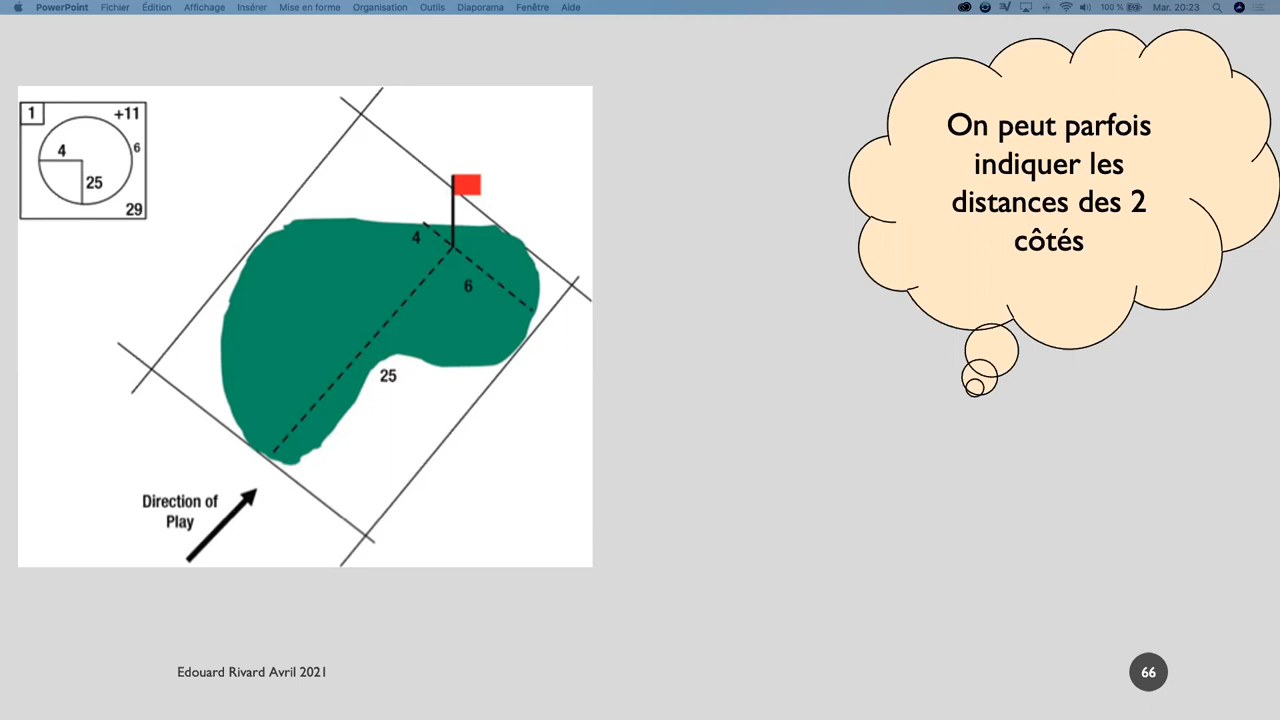 PowerPoint Fichier Édition Affichage Insérer Mise en forme Organisation Outils Diaporama Fenêtre Aide 100 % Mar. 20:23
1 +11
4 6
25
29
4
6
25
Direction of
Play
On peut parfois
indiquer les
distances des 2
côtés
Edouard Rivard Avril 2021
66